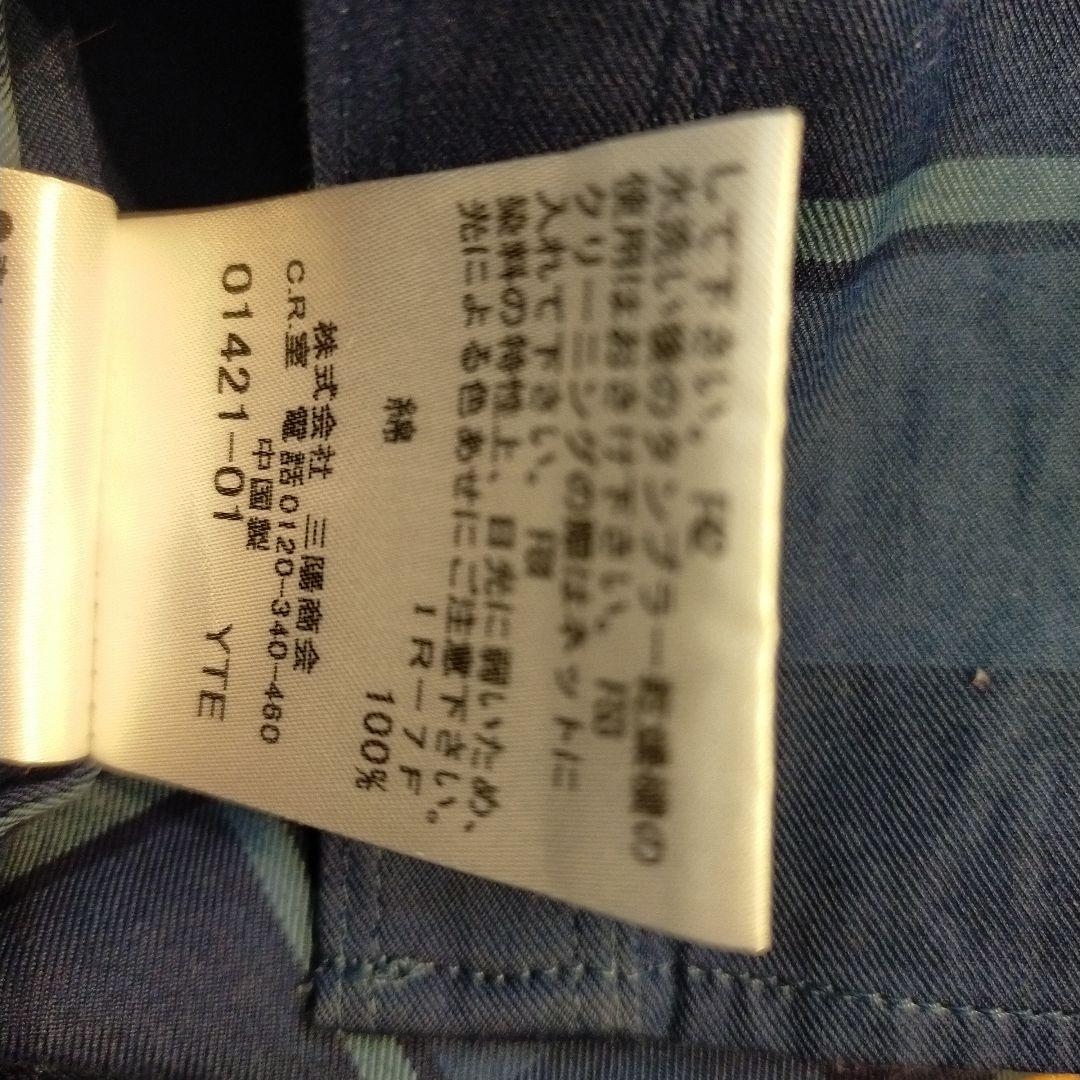 して下さい。
水洗い後のタンブラー乾燥機の
使用はおさけ下さい。
クリーニングの際はネットに
入れて下さい。
染料の特性上、日光に弱いため、
光による色あせにご注意下さい。
IR-7F
綿 100%
株式会社 三陽商会
C.R.室 電話0120-340-460
中国製
01421-01 YTE